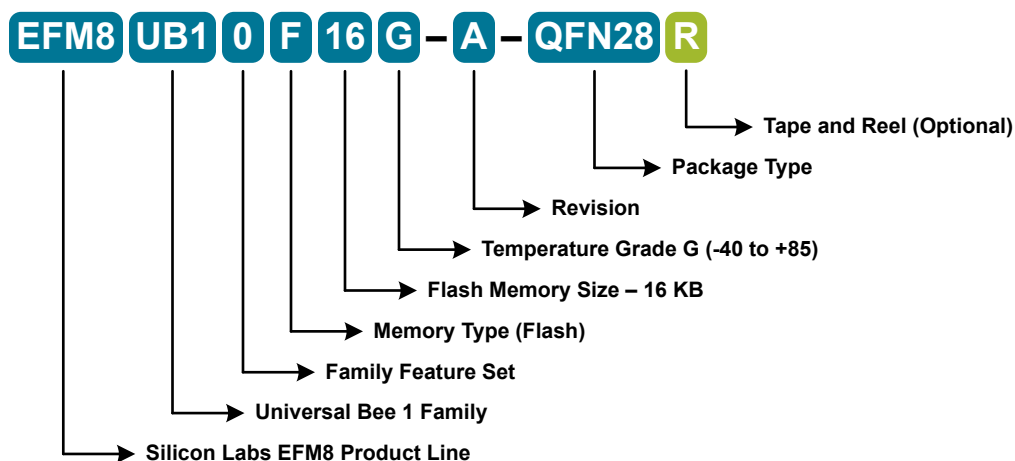 EFM8 UB1 0 F 16 G – A – QFN28 R
Tape and Reel (Optional)
Package Type
Revision
Temperature Grade G (-40 to +85)
Flash Memory Size – 16 KB
Memory Type (Flash)
Family Feature Set
Universal Bee 1 Family
Silicon Labs EFM8 Product Line